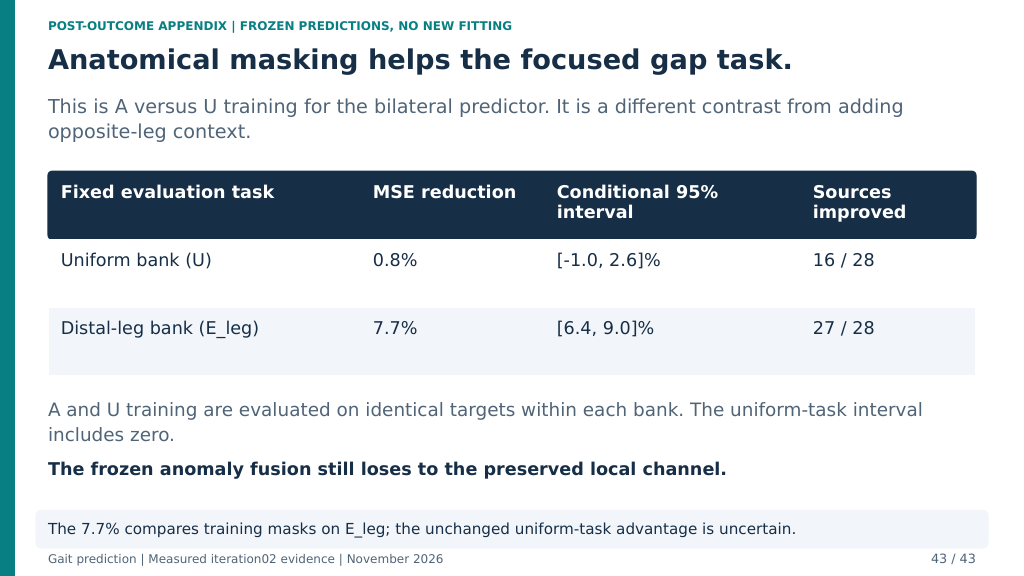 POST-OUTCOME APPENDIX | FROZEN PREDICTIONS, NO NEW FITTING
Anatomical masking helps the focused gap task.
This is A versus U training for the bilateral predictor. It is a different contrast from adding
opposite-leg context.
Fixed evaluation task MSE reduction Conditional 95% interval Sources improved
Uniform bank (U) 0.8% [-1.0, 2.6]% 16 / 28
Distal-leg bank (E_leg) 7.7% [6.4, 9.0]% 27 / 28
A and U training are evaluated on identical targets within each bank. The uniform-task interval
includes zero.
The frozen anomaly fusion still loses to the preserved local channel.
The 7.7% compares training masks on E_leg; the unchanged uniform-task advantage is uncertain.
Gait prediction | Measured iteration02 evidence | November 2026 43 / 43